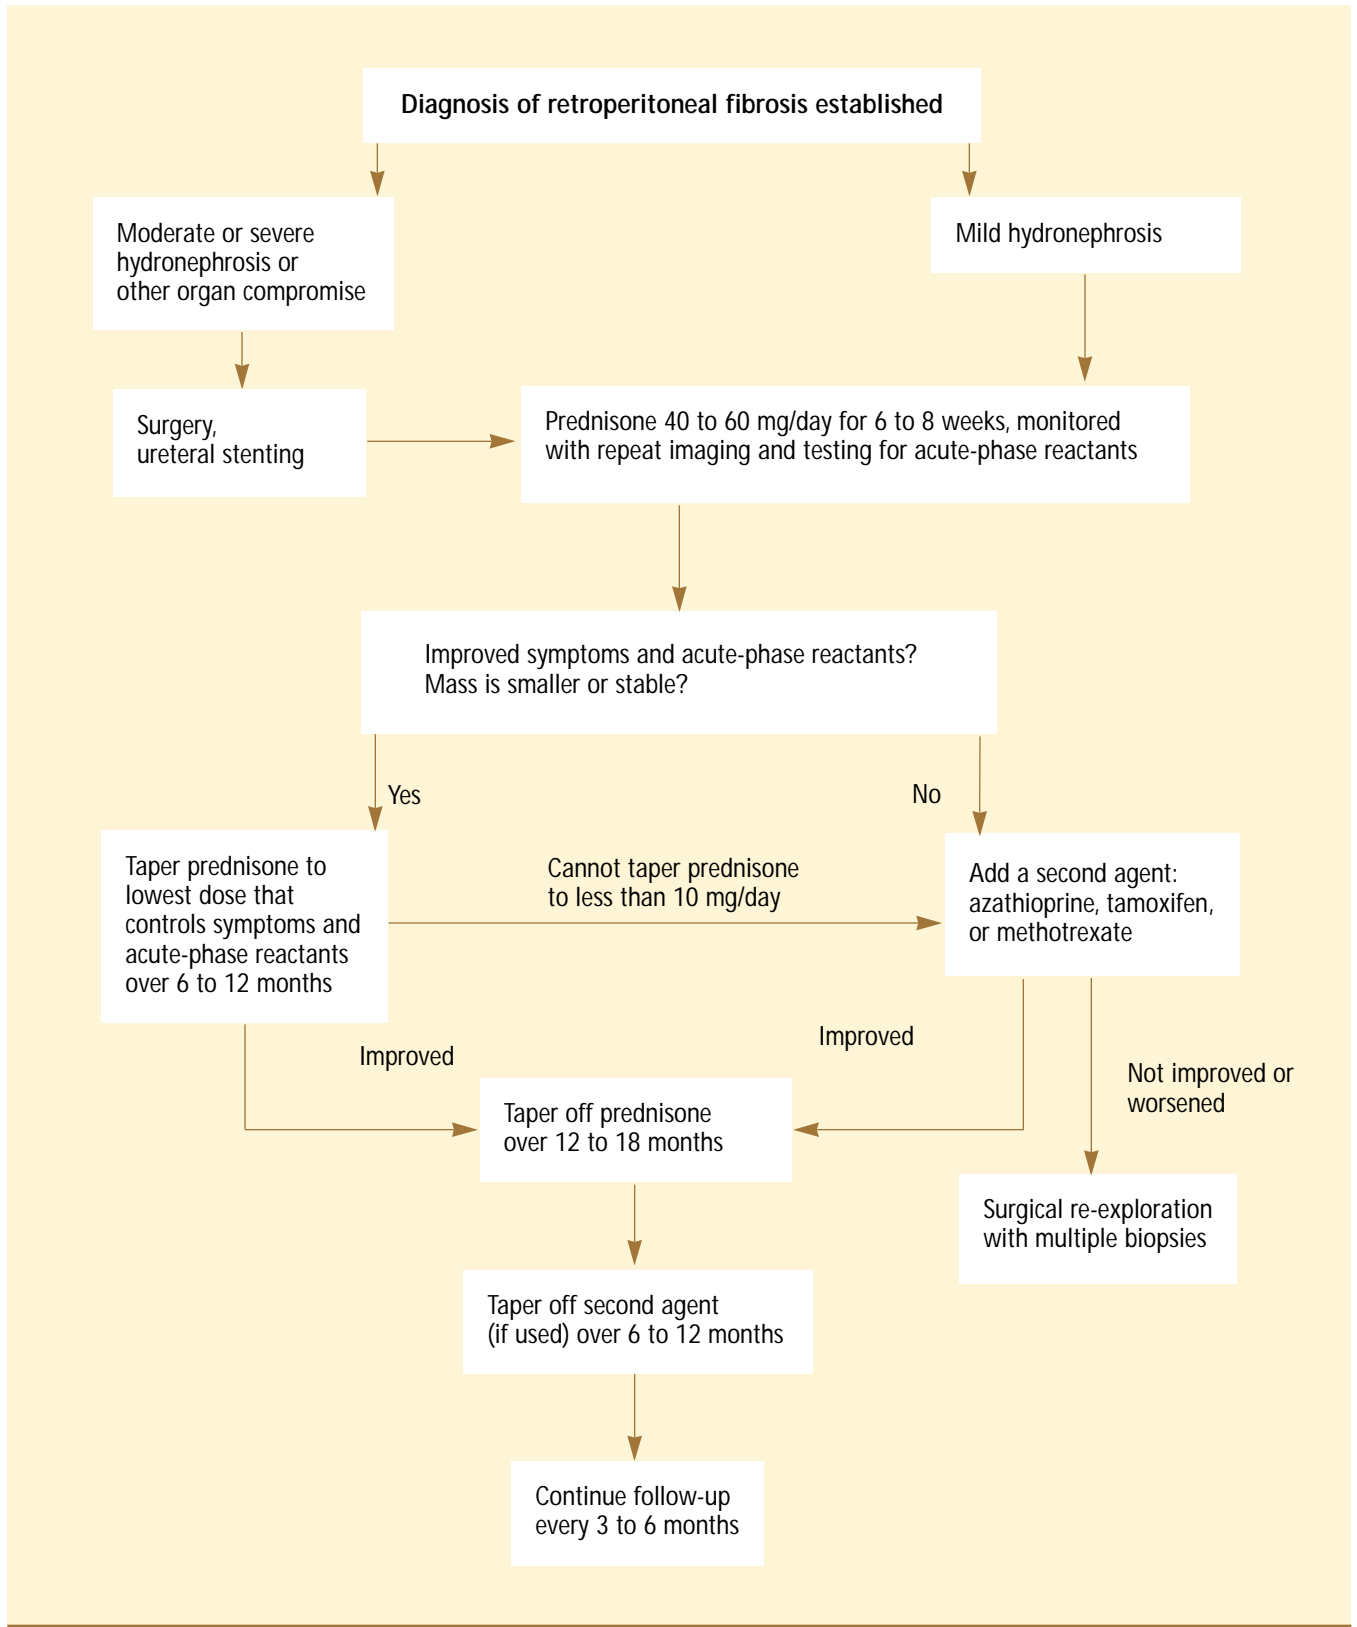 Diagnosis of retroperitoneal fibrosis established
Moderate or severe
hydronephrosis or
other organ compromise
Mild hydronephrosis
Surgery,
ureteral stenting
Prednisone 40 to 60 mg/day for 6 to 8 weeks, monitored
with repeat imaging and testing for acute-phase reactants
Improved symptoms and acute-phase reactants?
Mass is smaller or stable?
Yes
No
Taper prednisone to
lowest dose that
controls symptoms and
acute-phase reactants
over 6 to 12 months
Cannot taper prednisone
to less than 10 mg/day
Add a second agent:
azathioprine, tamoxifen,
or methotrexate
Improved
Improved
Not improved or
worsened
Taper off prednisone
over 12 to 18 months
Surgical re-exploration
with multiple biopsies
Taper off second agent
(if used) over 6 to 12 months
Continue follow-up
every 3 to 6 months